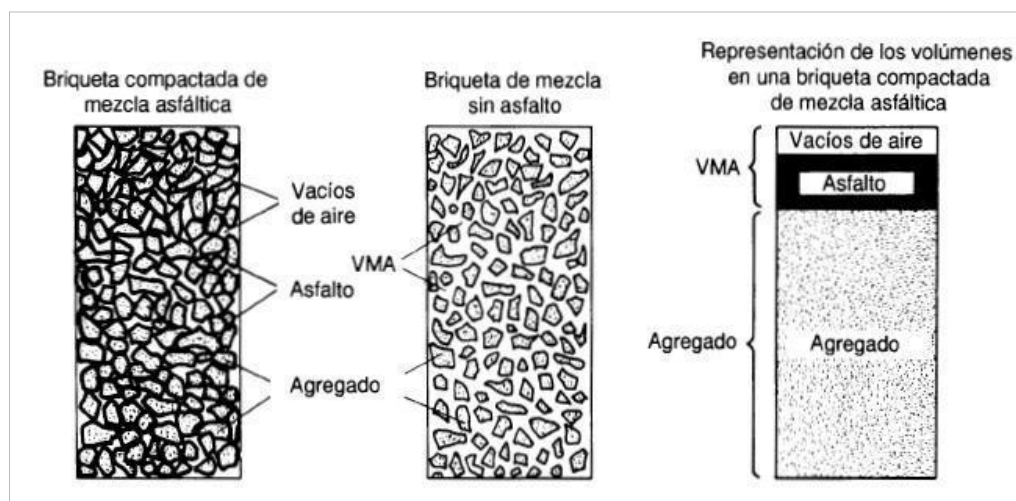 Briqueta compactada de
mezcla asfáltica
Vacíos
de aire
Asfalto
Agregado
Briqueta de mezcla
sin asfalto
VMA
Representación de los volúmenes
en una briqueta compactada
de mezcla asfáltica
VMA
Vacíos de aire
Asfalto
Agregado
Agregado